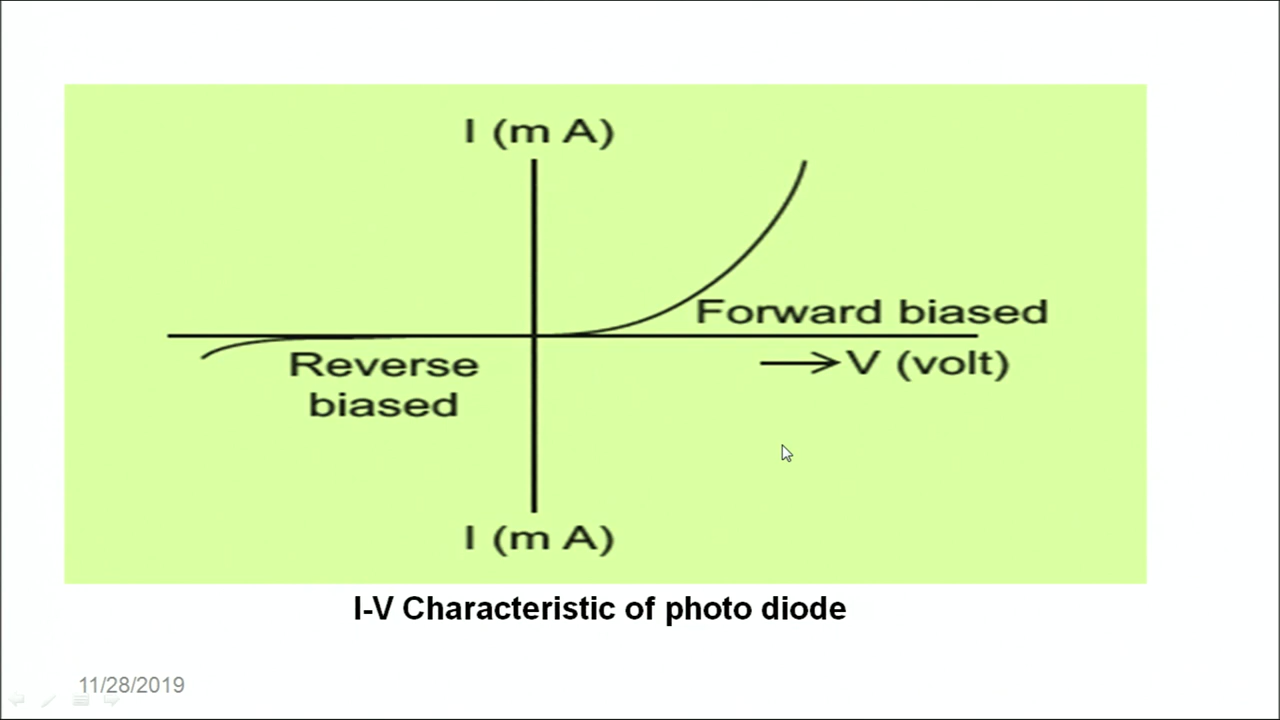 I (m A)
Forward biased
V (volt)
Reverse
biased
I (m A)
I-V Characteristic of photo diode
11/28/2019